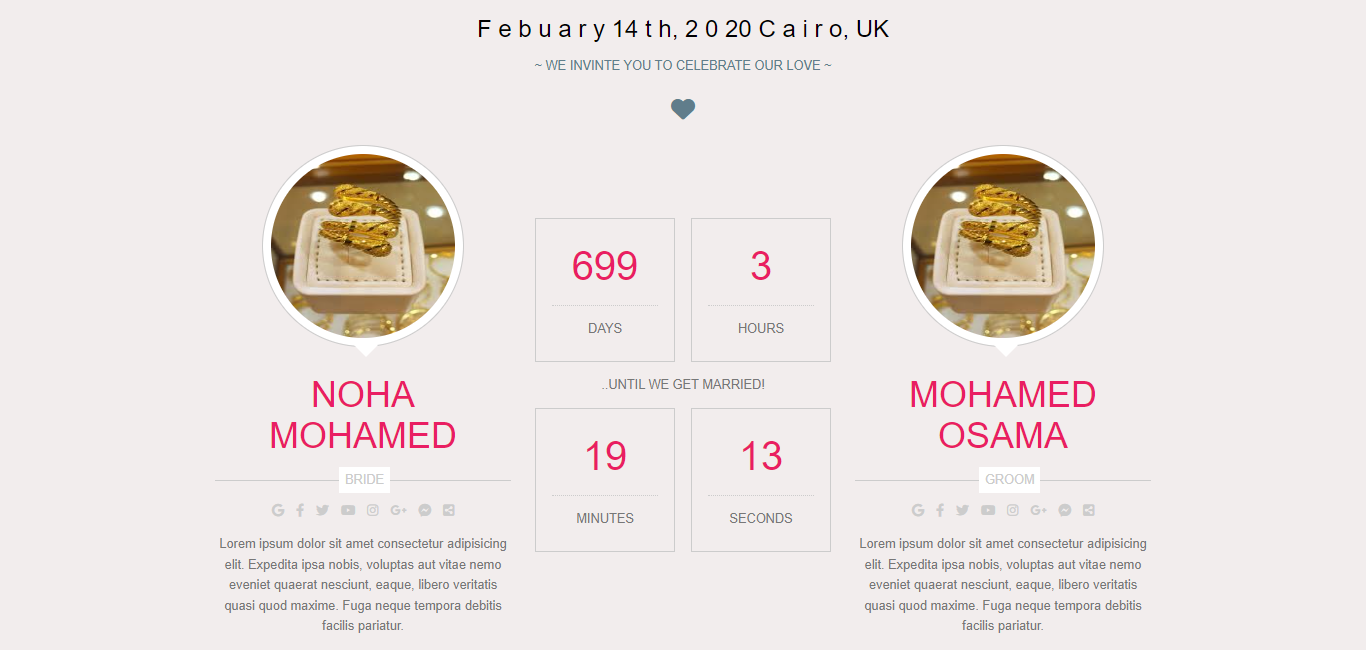 Febuary 14th, 2020 Cairo, UK
~ WE INVINTE YOU TO CELEBRATE OUR LOVE ~
699
DAYS
3
HOURS
..UNTIL WE GET MARRIED!
19
MINUTES
13
SECONDS
NOHA
MOHAMED
BRIDE
Lorem ipsum dolor sit amet consectetur adipisicing
elit. Expedita ipsa nobis, voluptas aut vitae nemo
eveniet quaerat nesciunt, eaque, libero veritatis
quasi quod maxime. Fuga neque tempora debitis
facilis pariatur.
MOHAMED
OSAMA
GROOM
Lorem ipsum dolor sit amet consectetur adipisicing
elit. Expedita ipsa nobis, voluptas aut vitae nemo
eveniet quaerat nesciunt, eaque, libero veritatis
quasi quod maxime. Fuga neque tempora debitis
facilis pariatur.